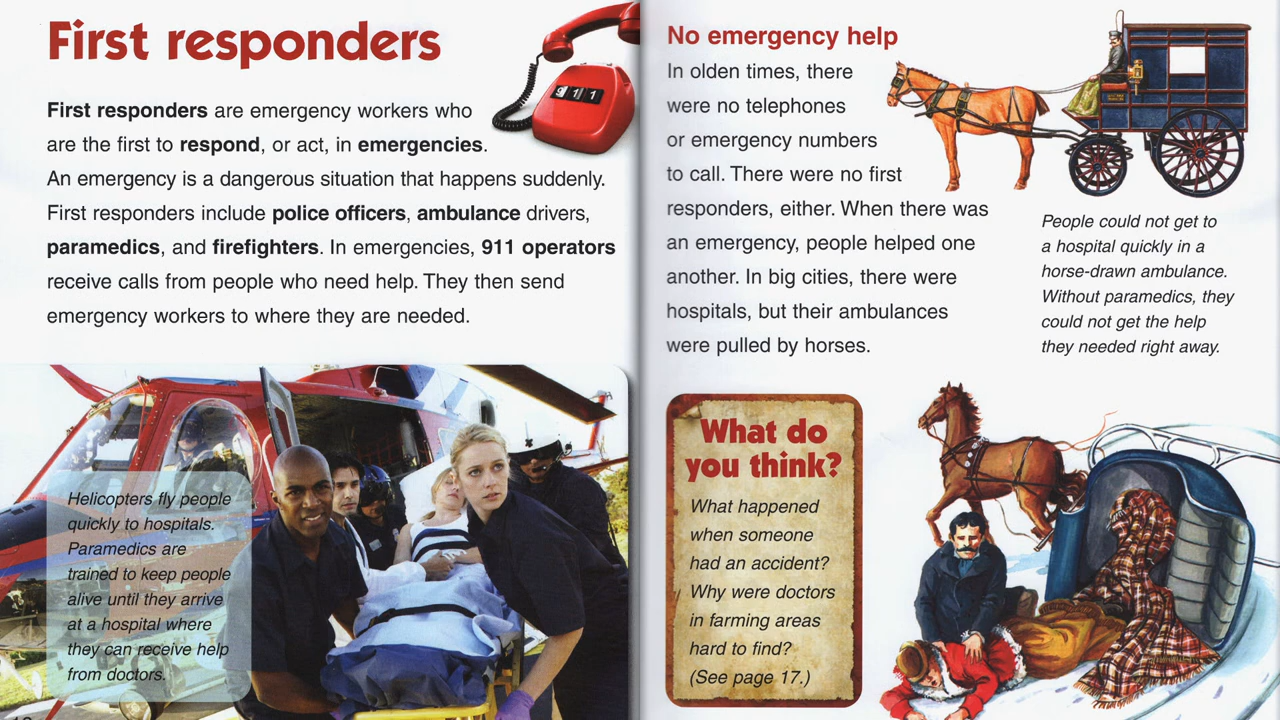 First responders
911
First responders are emergency workers who
are the first to respond, or act, in emergencies.
An emergency is a dangerous situation that happens suddenly.
First responders include police officers, ambulance drivers,
paramedics, and firefighters. In emergencies, 911 operators
receive calls from people who need help. They then send
emergency workers to where they are needed.
Helicopters fly people
quickly to hospitals.
Paramedics are
trained to keep people
alive until they arrive
at a hospital where
they can receive help
from doctors.
No emergency help
In olden times, there
were no telephones
or emergency numbers
to call. There were no first
responders, either. When there was
an emergency, people helped one
another. In big cities, there were
hospitals, but their ambulances
were pulled by horses.
People could not get to
a hospital quickly in a
horse-drawn ambulance.
Without paramedics, they
could not get the help
they needed right away.
What do
you think?
What happened
when someone
had an accident?
Why were doctors
in farming areas
hard to find?
(See page 17.)